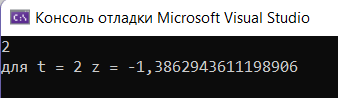 Консоль отладки Microsoft Visual Studio
2
для t = 2 z = -1,3862943611198906